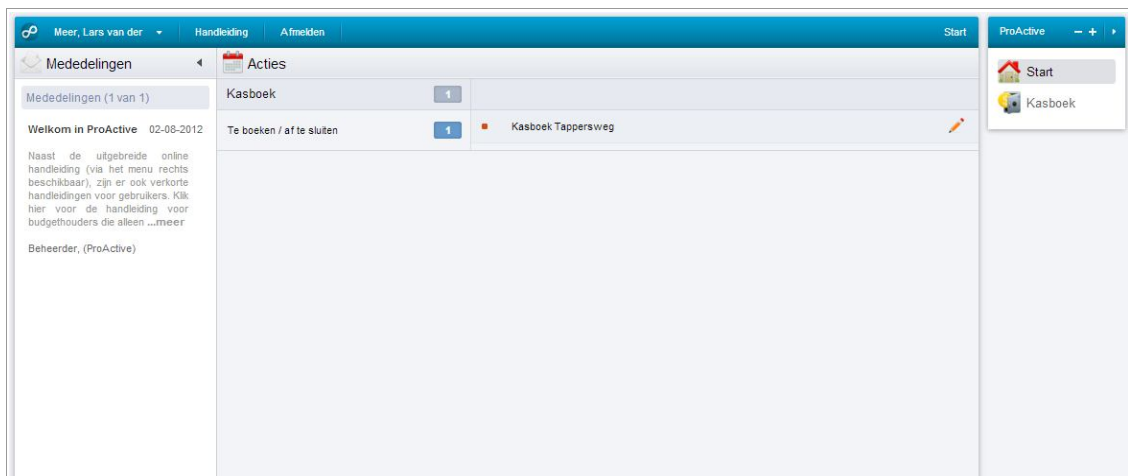 Meer, Lars van der
Handleiding
Afmelden
Start
Mededelingen
Mededelingen (1 van 1)
Welkom in ProActive 02-08-2012
Naast de uitgebreide online
handleiding (via het menu rechts
beschikbaar), zijn er ook verkorte
handleidingen voor gebruikers. Klik
hier voor de handleiding voor
budgethouders die alleen ...meer
Beheerder, (ProActive)
Acties
Kasboek 1
Te boeken / af te sluiten 1
Kasboek Tappersweg
ProActive
Start
Kasboek